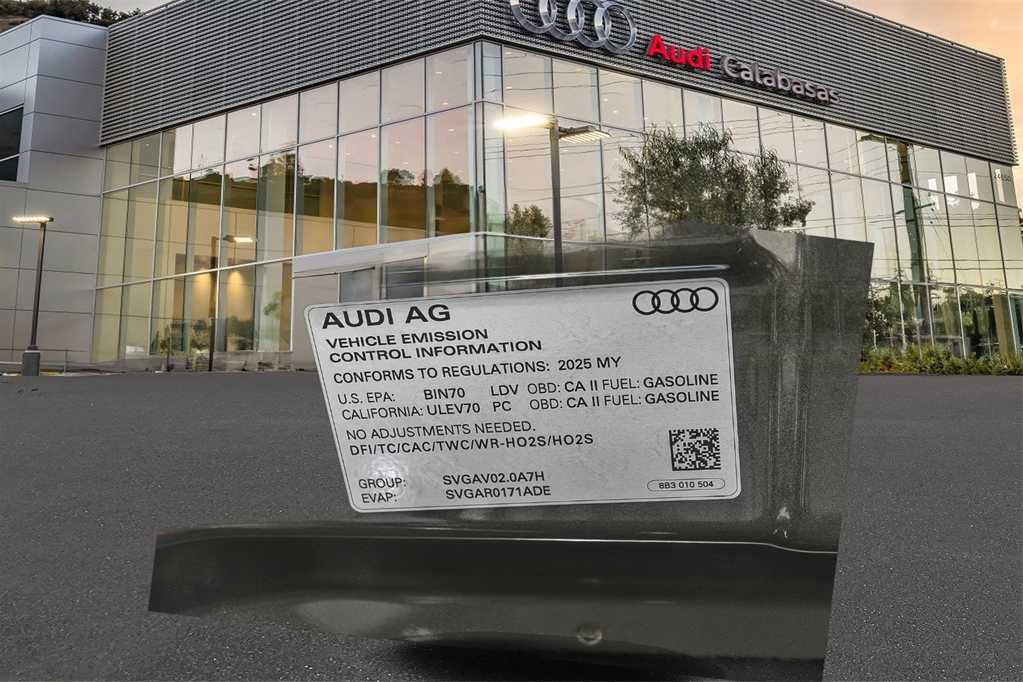 Audi Calabasas
AUDI AG
VEHICLE EMISSION
CONTROL INFORMATION
CONFORMS TO REGULATIONS: 2025 MY
U.S. EPA: BIN70 LDV OBD: CA II FUEL: GASOLINE
CALIFORNIA: ULEV70 PC OBD: CA II FUEL: GASOLINE
NO ADJUSTMENTS NEEDED.
DFI/TC/CAC/TWC/WR-HO2S/HO2S
GROUP: SVGAV02.0A7H
EVAP: SVGAR0171ADE
8B3 010 504